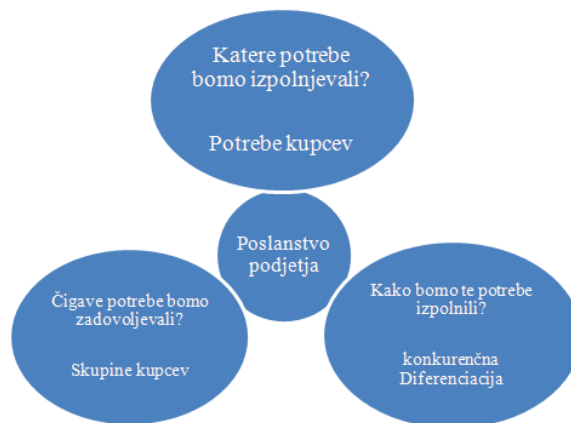 Katere potrebe
bomo izpolnjevali?
Potrebe kupcev
Poslanstvo
podjetja
Čigave potrebe bomo
zadovoljevali?
Skupine kupcev
Kako bomo te potrebe
izpolnili?
konkurenčna
Diferenciacija